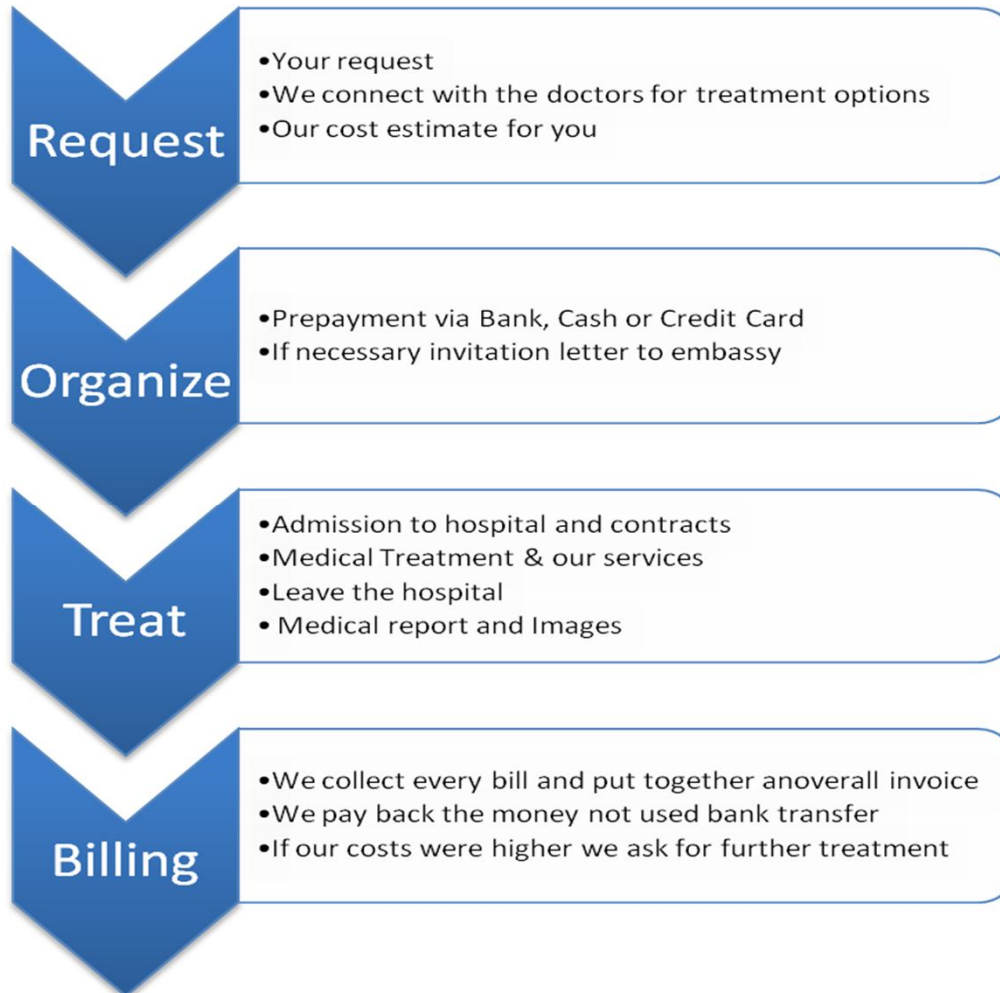 Request
•Your request
•We connect with the doctors for treatment options
•Our cost estimate for you
Organize
•Prepayment via Bank, Cash or Credit Card
•If necessary invitation letter to embassy
Treat
•Admission to hospital and contracts
•Medical Treatment & our services
•Leave the hospital
• Medical report and Images
Billing
•We collect every bill and put together anoverall invoice
•We pay back the money not used bank transfer
•If our costs were higher we ask for further treatment